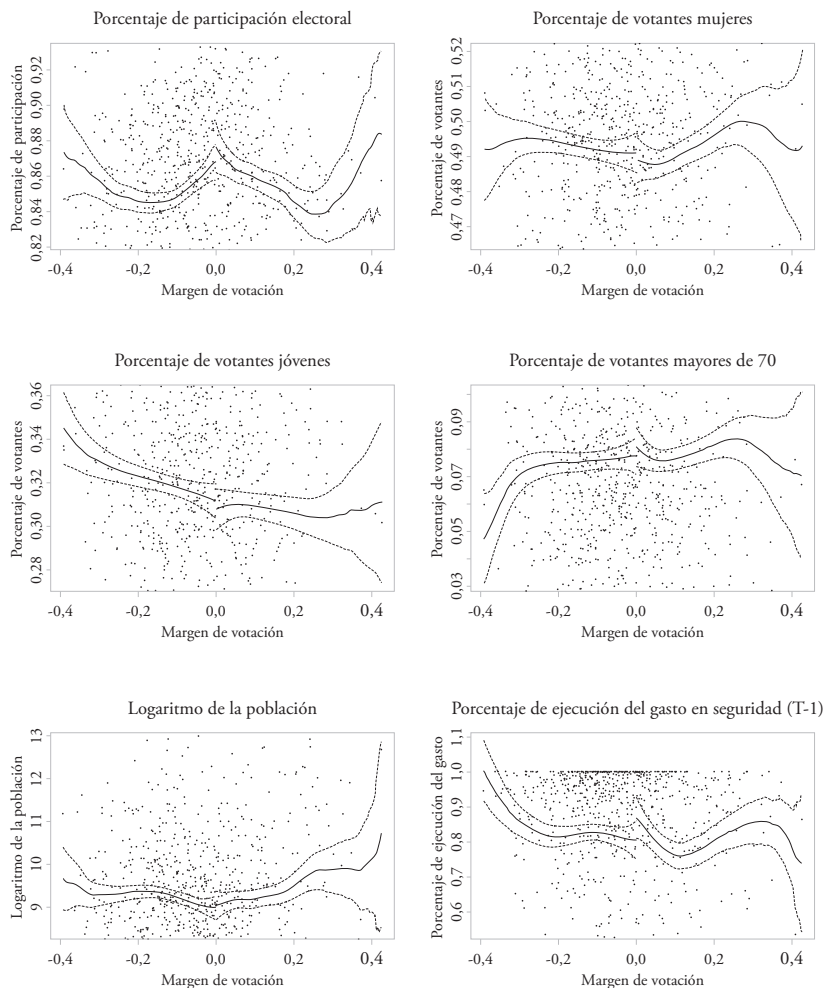 Porcentaje de participación electoral
Porcentaje de participación
0,82 0,84 0,86 0,88 0,90 0,92
-0,4 -0,2 0,0 0,2 0,4
Margen de votación
Porcentaje de votantes mujeres
Porcentaje de votantes
0,47 0,48 0,49 0,50 0,51 0,52
-0,4 -0,2 0,0 0,2 0,4
Margen de votación
Porcentaje de votantes jóvenes
Porcentaje de votantes
0,28 0,30 0,32 0,34 0,36
-0,4 -0,2 0,0 0,2 0,4
Margen de votación
Porcentaje de votantes mayores de 70
Porcentaje de votantes
0,03 0,05 0,07 0,09
-0,4 -0,2 0,0 0,2 0,4
Margen de votación
Logaritmo de la población
Logaritmo de la población
9 10 11 12 13
-0,4 -0,2 0,0 0,2 0,4
Margen de votación
Porcentaje de ejecución del gasto en seguridad (T-1)
Porcentaje de ejecución del gasto
0,6 0,7 0,8 0,9 1,0 1,1
-0,4 -0,2 0,0 0,2 0,4
Margen de votación